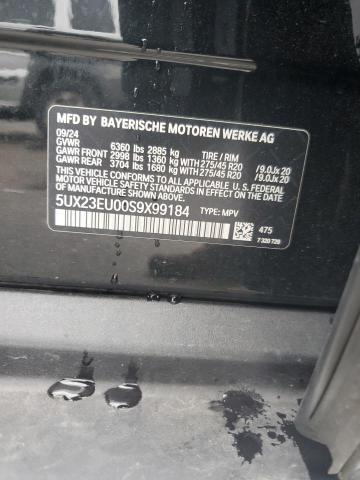 MFD BY BAYERISCHE MOTOREN WERKE AG
09/24
GVWR 6360 lbs 2885 kg TIRE / RIM
GAWR FRONT 2998 lbs 1360 kg WITH 275/45 R20 /9.0Jx 20
GAWR REAR 3704 lbs 1680 kg WITH 275/45 R20 /9.0Jx 20
THIS VEHICLE CONFORMS TO ALL APPLICABLE FEDERAL
MOTOR VEHICLE SAFETY STANDARDS IN EFFECT ON THE
DATE OF MANUFACTURE SHOWN ABOVE.
5UX23EU00S9X99184 TYPE: MPV
475
7 320 729